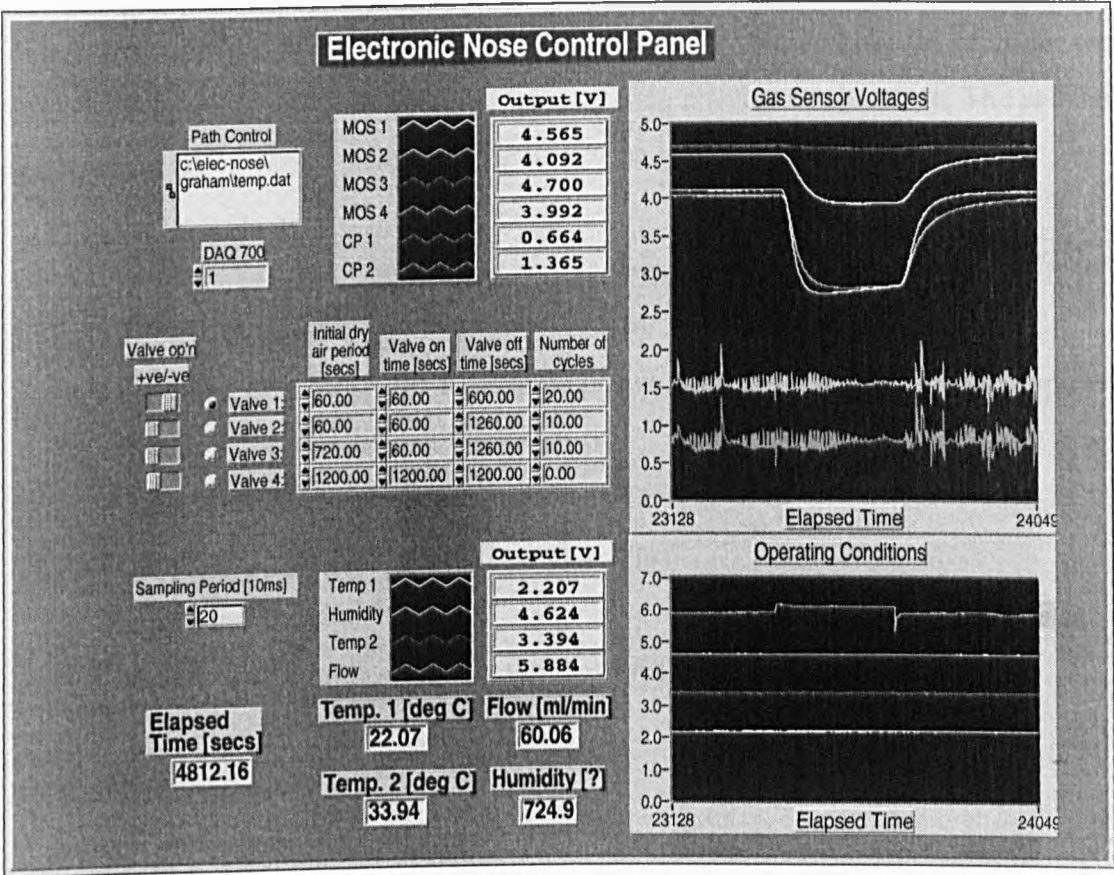 Electronic Nose Control Panel
Path Control
c:\elec-nose\
graham\temp.dat
DAQ 700
1
Output [V]
MOS 1 4.565
MOS 2 4.092
MOS 3 4.700
MOS 4 3.992
CP 1 0.664
CP 2 1.365
Gas Sensor Voltages
5.0
4.5
4.0
3.5
3.0
2.5
2.0
1.5
1.0
0.5
0.0
23128 Elapsed Time 24049
Valve op'n
+ve/-ve
Initial dry
air period
[secs]
Valve on
time [secs]
Valve off
time [secs]
Number of
cycles
Valve 1: 60.00 60.00 600.00 20.00
Valve 2: 60.00 60.00 1260.00 10.00
Valve 3: 720.00 60.00 1260.00 10.00
Valve 4: 1200.00 1200.00 1200.00 0.00
Sampling Period [10ms]
20
Output [V]
Temp 1 2.207
Humidity 4.624
Temp 2 3.394
Flow 5.884
Elapsed
Time [secs]
4812.16
Temp. 1 [deg C]
22.07
Flow [ml/min]
60.06
Temp. 2 [deg C]
33.94
Humidity [?]
724.9
Operating Conditions
7.0
6.0
5.0
4.0
3.0
2.0
1.0
0.0
23128 Elapsed Time 24049